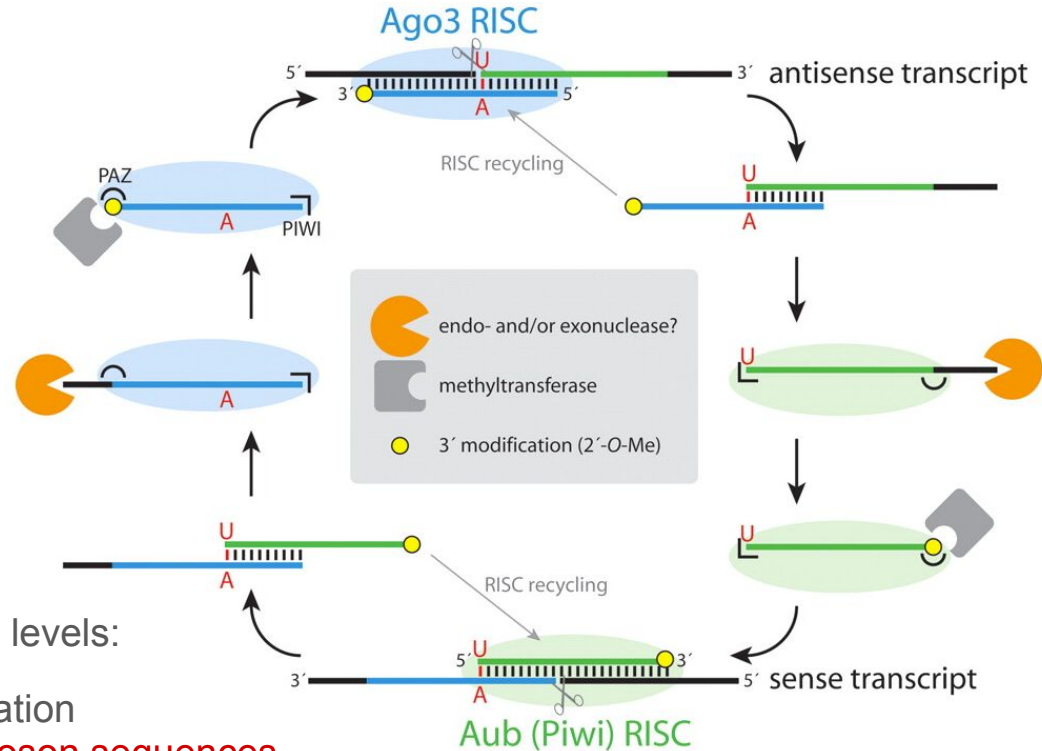 Ago3 RISC
5´ U 3´ antisense transcript
3´ A 5´
RISC recycling
PAZ
A PIWI
U
A
endo- and/or exonuclease?
methyltransferase
3´ modification (2´-O-Me)
A
U
U
U
A
RISC recycling
levels:
5´ U 3´
3´ A 5´ sense transcript
Aub (Piwi) RISC